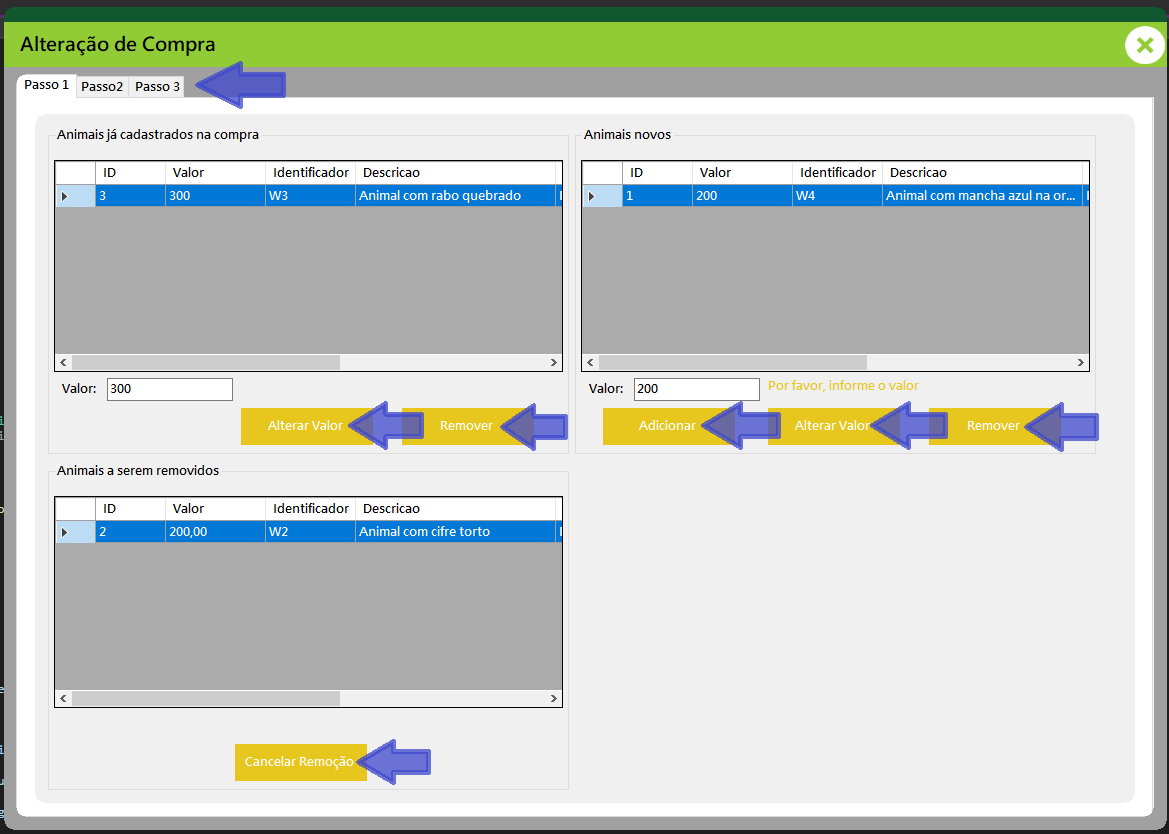 Alteração de Compra
Passo 1 Passo2 Passo 3
Animais já cadastrados na compra
ID Valor Identificador Descricao
3 300 W3 Animal com rabo quebrado
Valor: 300
Alterar Valor Remover
Animais novos
ID Valor Identificador Descricao
1 200 W4 Animal com mancha azul na or...
Valor: 200 Por favor, informe o valor
Adicionar Alterar Valor Remover
Animais a serem removidos
ID Valor Identificador Descricao
2 200,00 W2 Animal com cifre torto
Cancelar Remoção